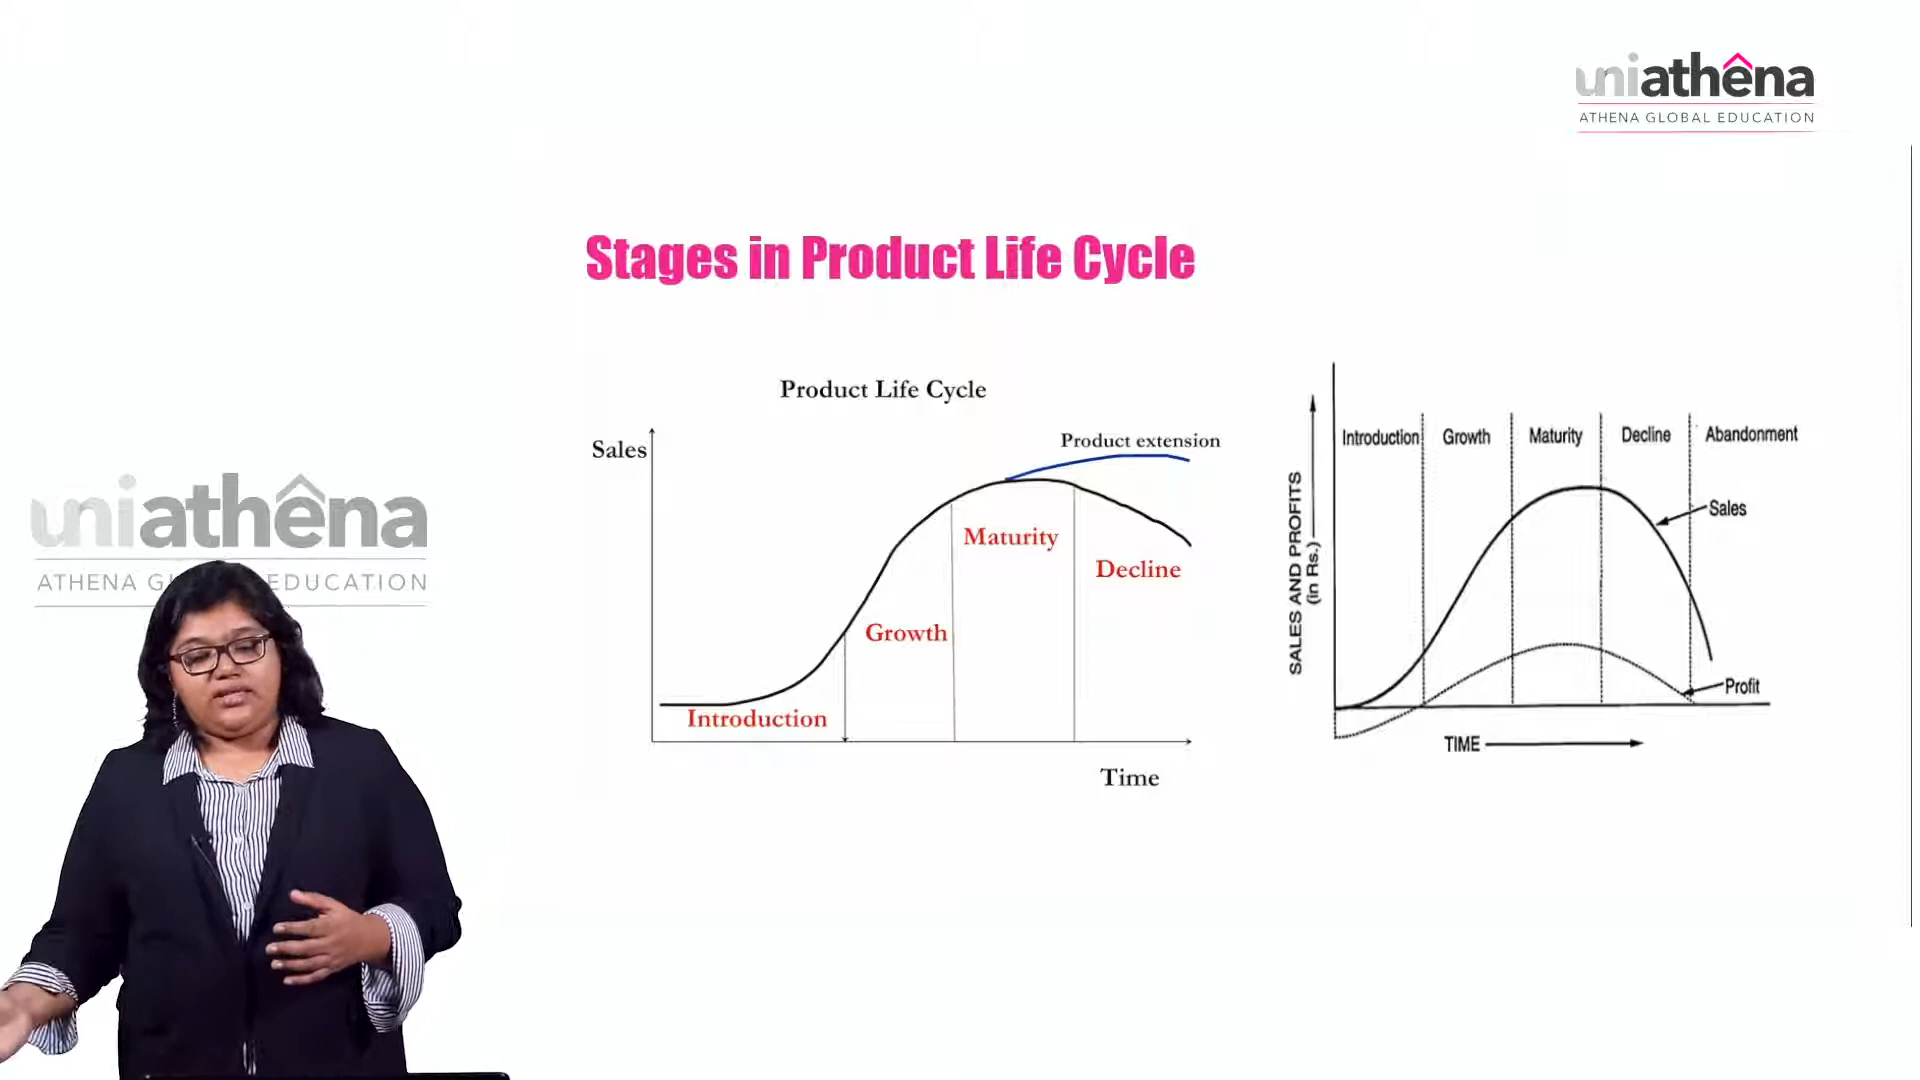 uniathena
ATHENA GLOBAL EDUCATION
Stages in Product Life Cycle
Product Life Cycle
Sales
Product extension
Maturity
Decline
Growth
Introduction
Time
Introduction Growth Maturity Decline Abandonment
SALES AND PROFITS
(in Rs.)
Sales
Profit
TIME
uniathena
ATHENA GL EDUCATION